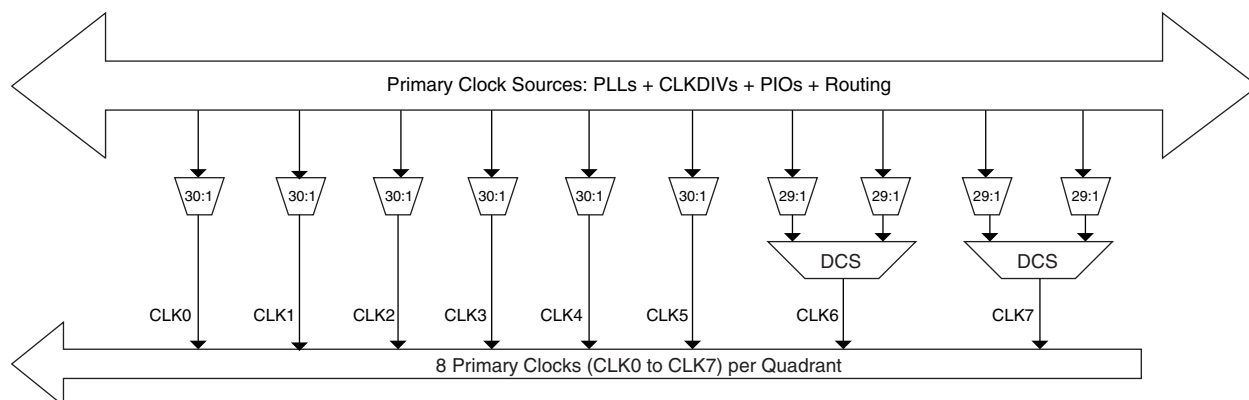 Primary Clock Sources: PLLs + CLKDIVs + PIOs + Routing
30:1 30:1 30:1 30:1 30:1 30:1 29:1 29:1 29:1 29:1
DCS DCS
CLK0 CLK1 CLK2 CLK3 CLK4 CLK5 CLK6 CLK7
8 Primary Clocks (CLK0 to CLK7) per Quadrant